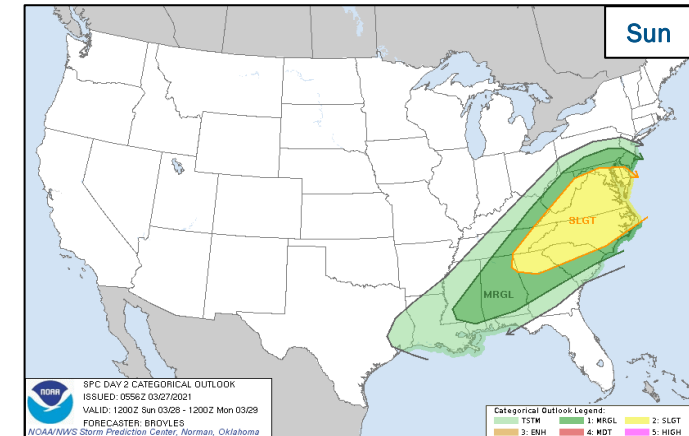 Sun
SLGT
MRGL
NOAA
SPC DAY 2 CATEGORICAL OUTLOOK
ISSUED: 0556Z 03/27/2021
VALID: 1200Z Sun 03/28 - 1200Z Mon 03/29
FORECASTER: BROYLES
NOAA/NWS Storm Prediction Center, Norman, Oklahoma
Categorical Outlook Legend:
TSTM 1: MRGL 2: SLGT
3: ENH 4: MDT 5: HIGH